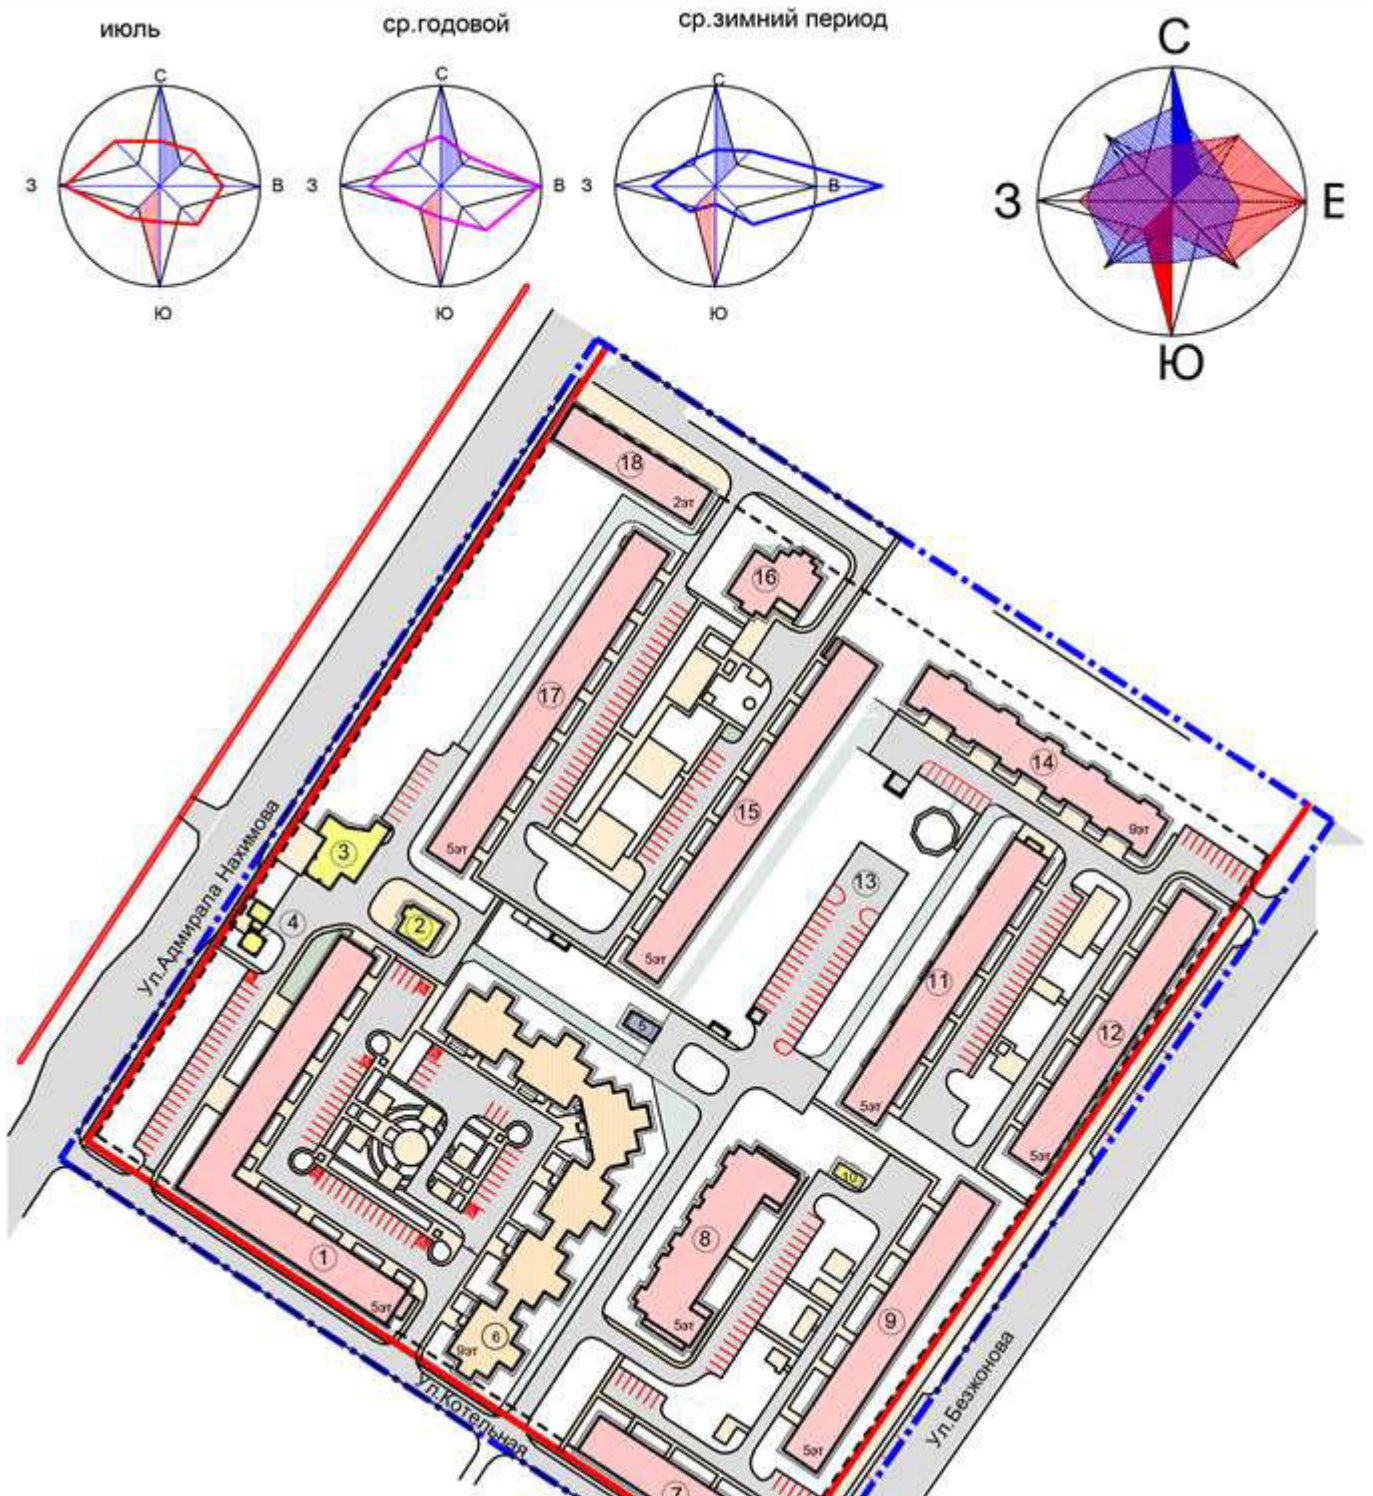 июль
ср.годовой
ср.зимний период
С
С
С
С
З
В
З
В
З
В
З
Е
Ю
Ю
Ю
Ю
18
2эт
16
17
5эт
14
9эт
15
5эт
3
13
2
4
Ул.Адмирала Нахимова
11
5эт
12
5эт
5
10
8
5эт
1
5эт
6
9эт
9
5эт
Ул.Котельная
Ул.Безжонова
7